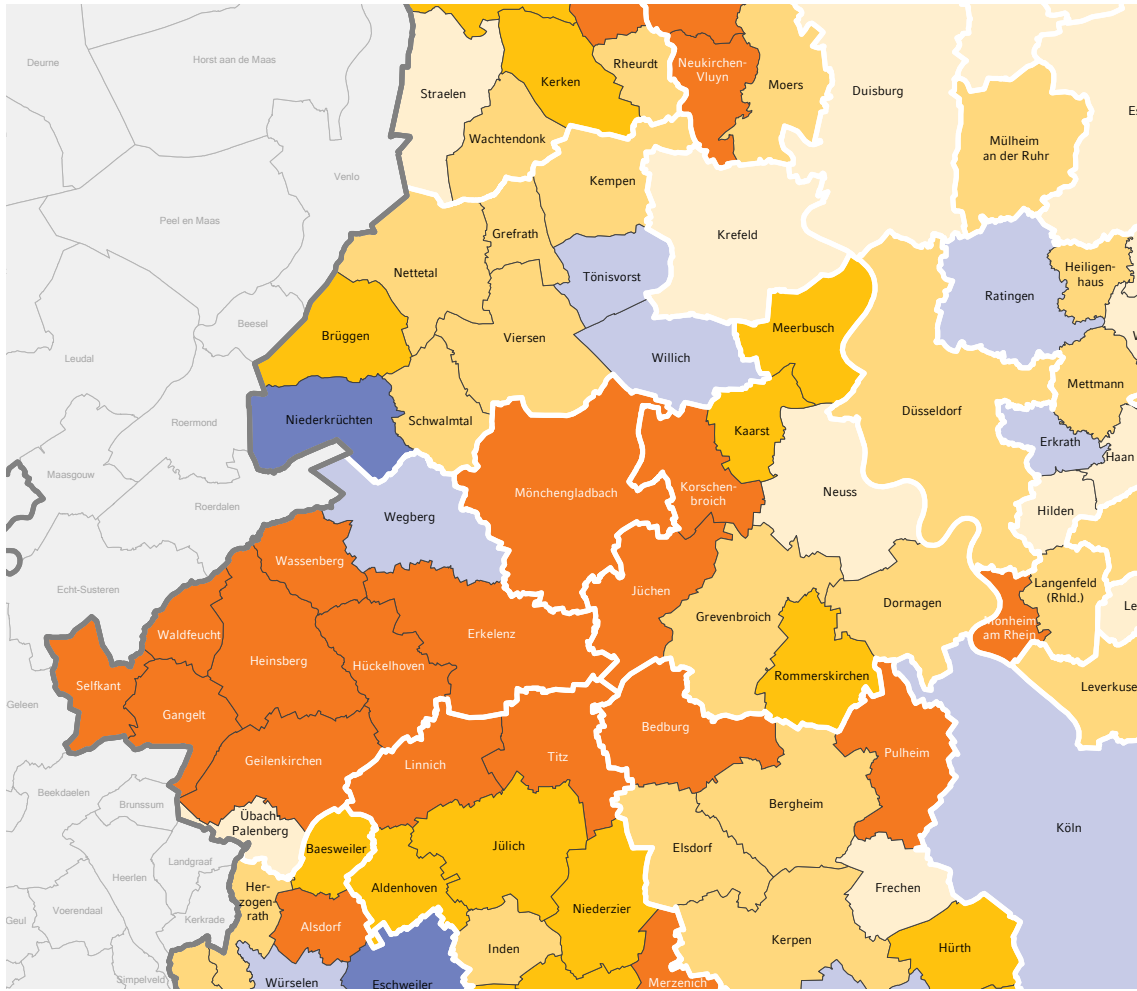 Deurne
Horst aan de Maas
Venlo
Peel en Maas
Beesel
Leudal
Roermond
Maasgouw
Roerdalen
Echt-Susteren
Geleen
Beekdaelen
Brunssum
Landgraaf
Heerlen
Voerendaal
Kerkrade
Geul
Simpelveld
Straelen
Kerken
Rheurdt
Neukirchen-
Vluyn
Moers
Duisburg
Mülheim
an der Ruhr
Wachtendonk
Kempen
Krefeld
Grefrath
Nettetal
Tönisvorst
Ratingen
Heiligen-
haus
Brüggen
Viersen
Willich
Meerbusch
Mettmann
Niederkrüchten
Schwalmtal
Kaarst
Düsseldorf
Erkrath
Haan
Mönchengladbach
Korschen-
broich
Neuss
Hilden
Wegberg
Wassenberg
Jüchen
Grevenbroich
Dormagen
Langenfeld
(Rhld.)
Monheim
am Rhein
Waldfeucht
Erkelenz
Heinsberg
Hückelhoven
Rommerskirchen
Selfkant
Gangelt
Leverkuse
Geilenkirchen
Linnich
Titz
Bedburg
Pulheim
Bergheim
Übach-
Palenberg
Baesweiler
Jülich
Elsdorf
Köln
Her-
zogen-
rath
Aldenhoven
Frechen
Alsdorf
Niederzier
Kerpen
Inden
Hürth
Würselen
Eschweiler
Merzenich